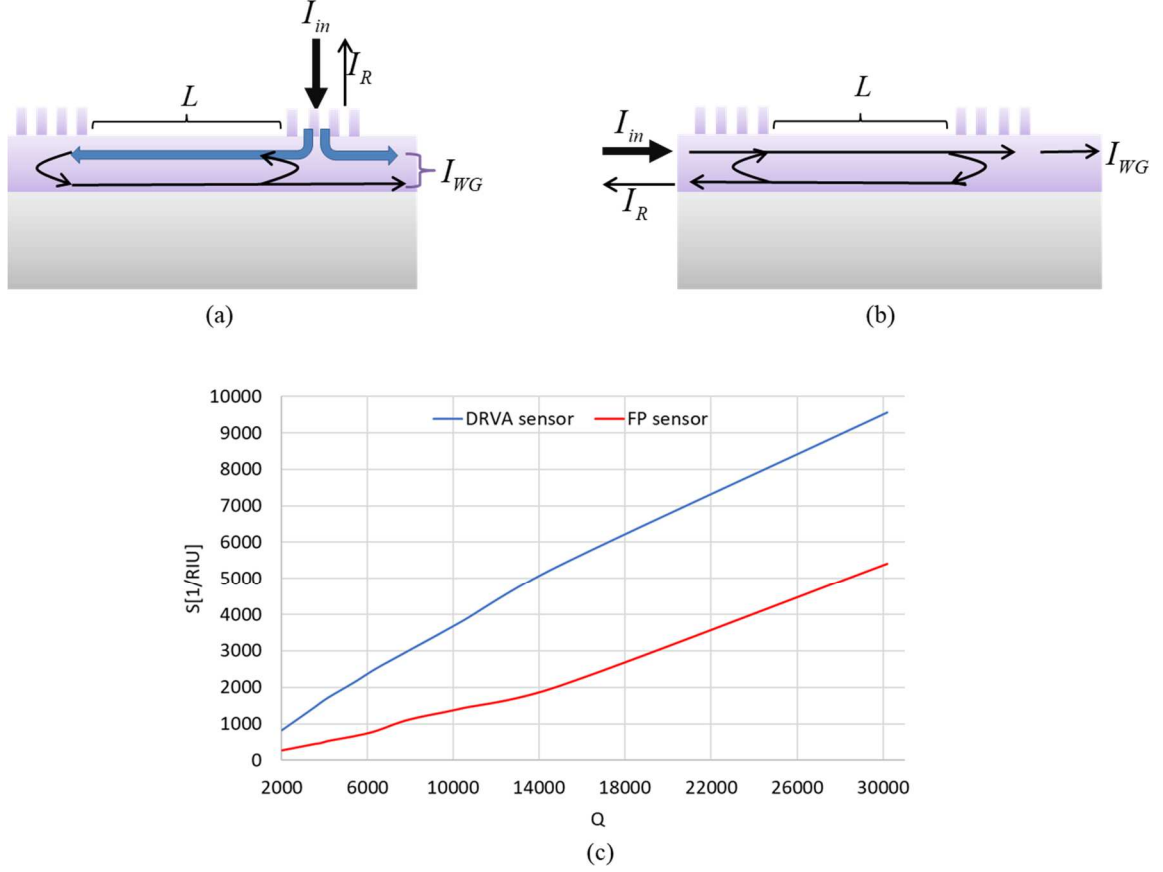 I_in
I_R
L
I_WG
(a)
L
I_in
I_WG
I_R
(b)
10000
DRVA sensor FP sensor
9000
8000
7000
6000
5000
4000
3000
2000
1000
0
S[1/RIU]
2000 6000 10000 14000 18000 22000 26000 30000
Q
(c)